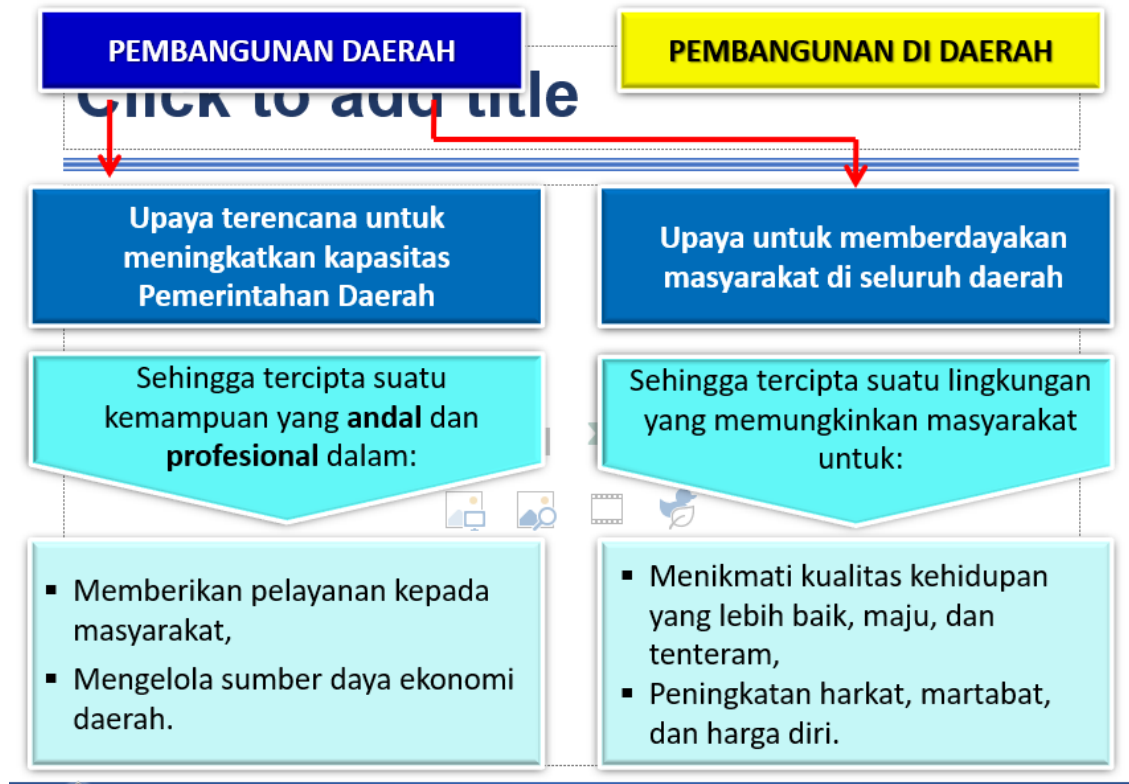 PEMBANGUNAN DAERAH
PEMBANGUNAN DI DAERAH
Click to add title
Upaya terencana untuk
meningkatkan kapasitas
Pemerintahan Daerah
Sehingga tercipta suatu
kemampuan yang andal dan
profesional dalam:
▪ Memberikan pelayanan kepada
masyarakat,
▪ Mengelola sumber daya ekonomi
daerah.
Upaya untuk memberdayakan
masyarakat di seluruh daerah
Sehingga tercipta suatu lingkungan
yang memungkinkan masyarakat
untuk:
▪ Menikmati kualitas kehidupan
yang lebih baik, maju, dan
tenteram,
▪ Peningkatan harkat, martabat,
dan harga diri.